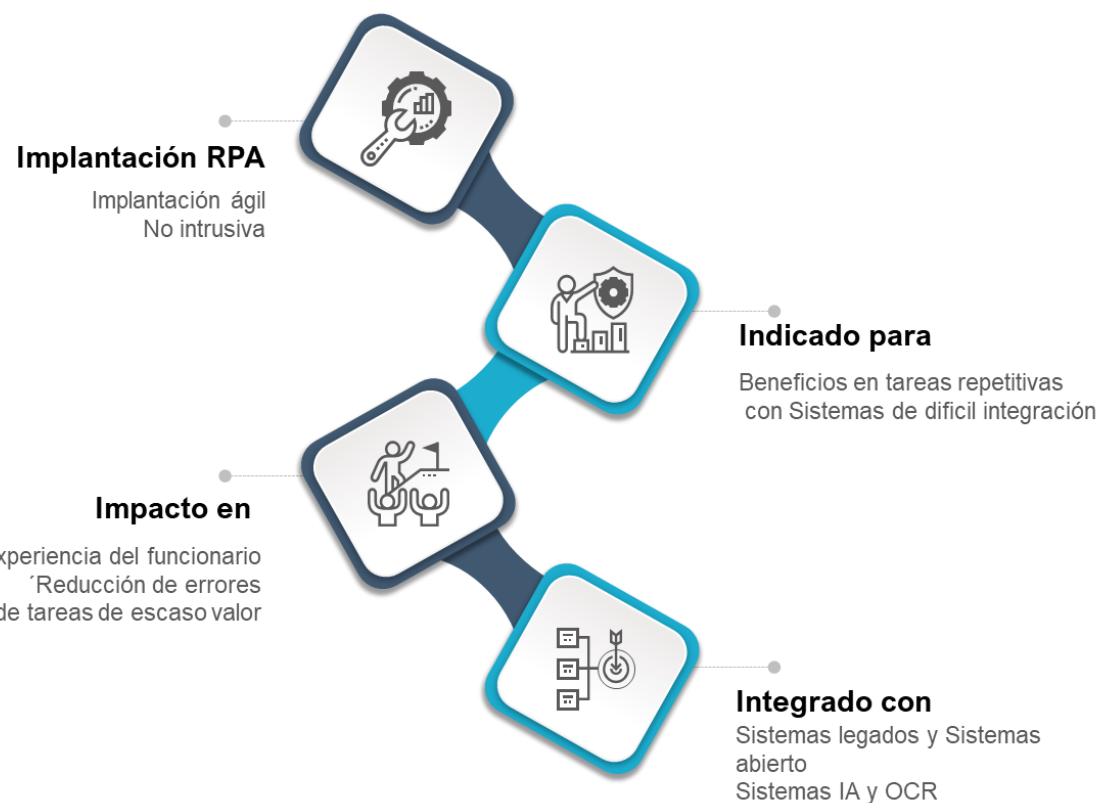 Implantación RPA
Implantación ágil
No intrusiva
Indicado para
Beneficios en tareas repetitivas
con Sistemas de dificil integración
Impacto en
xperiencia del funcionario
´Reducción de errores
de tareas de escaso valor
Integrado con
Sistemas legados y Sistemas
abierto
Sistemas IA y OCR